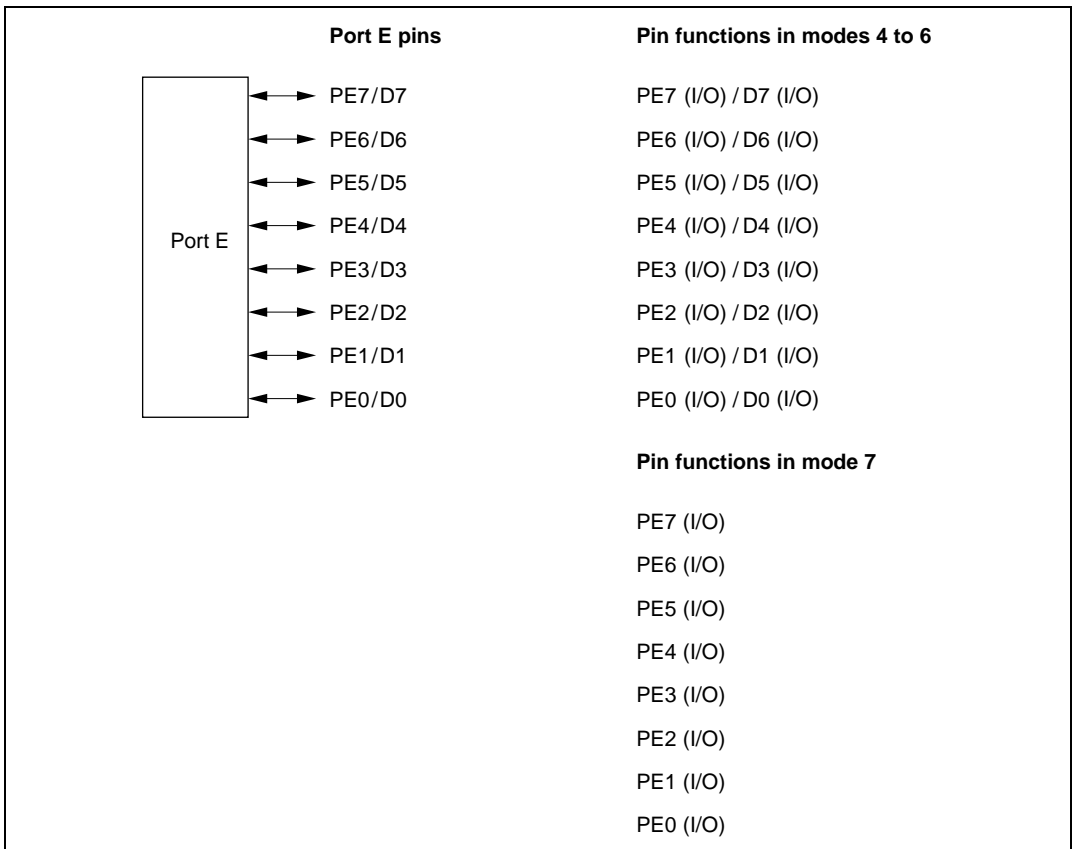 Port E pins Pin functions in modes 4 to 6
PE7/D7 PE7 (I/O) / D7 (I/O)
PE6/D6 PE6 (I/O) / D6 (I/O)
PE5/D5 PE5 (I/O) / D5 (I/O)
PE4/D4 PE4 (I/O) / D4 (I/O)
Port E
PE3/D3 PE3 (I/O) / D3 (I/O)
PE2/D2 PE2 (I/O) / D2 (I/O)
PE1/D1 PE1 (I/O) / D1 (I/O)
PE0/D0 PE0 (I/O) / D0 (I/O)
Pin functions in mode 7
PE7 (I/O)
PE6 (I/O)
PE5 (I/O)
PE4 (I/O)
PE3 (I/O)
PE2 (I/O)
PE1 (I/O)
PE0 (I/O)